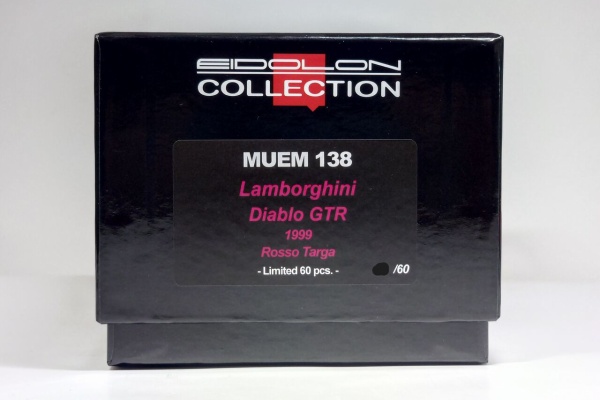 EIDOLON
COLLECTION
MUEM 138
Lamborghini
Diablo GTR
1999
Rosso Targa
- Limited 60 pcs. -
/60